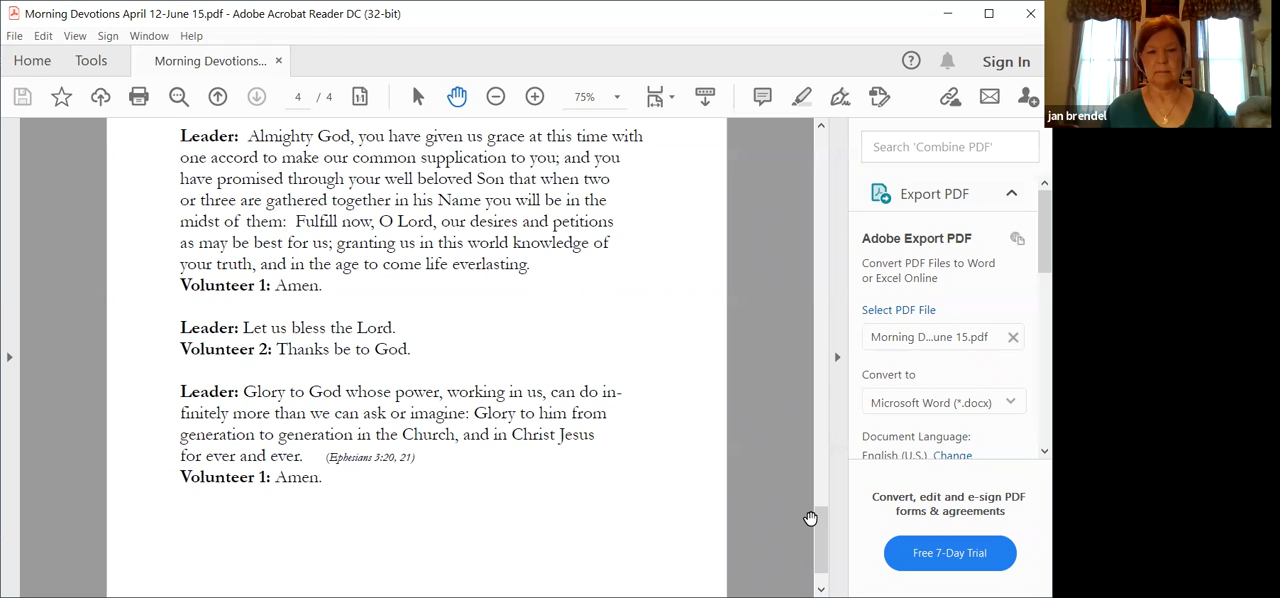 Morning Devotions April 12-June 15.pdf - Adobe Acrobat Reader DC (32-bit)
File Edit View Sign Window Help
Home Tools Morning Devotions... × Sign In
4 / 4 75%
jan brendel
Leader: Almighty God, you have given us grace at this time with
one accord to make our common supplication to you; and you
have promised through your well beloved Son that when two
or three are gathered together in his Name you will be in the
midst of them: Fulfill now, O Lord, our desires and petitions
as may be best for us; granting us in this world knowledge of
your truth, and in the age to come life everlasting.
Volunteer 1: Amen.
Leader: Let us bless the Lord.
Volunteer 2: Thanks be to God.
Leader: Glory to God whose power, working in us, can do in-
finitely more than we can ask or imagine: Glory to him from
generation to generation in the Church, and in Christ Jesus
for ever and ever. (Ephesians 3:20, 21)
Volunteer 1: Amen.
Search 'Combine PDF'
Export PDF
Adobe Export PDF
Convert PDF Files to Word
or Excel Online
Select PDF File
Morning D...une 15.pdf
Convert to
Microsoft Word (*.docx)
Document Language:
English (U.S.) Change
Convert, edit and e-sign PDF
forms & agreements
Free 7-Day Trial